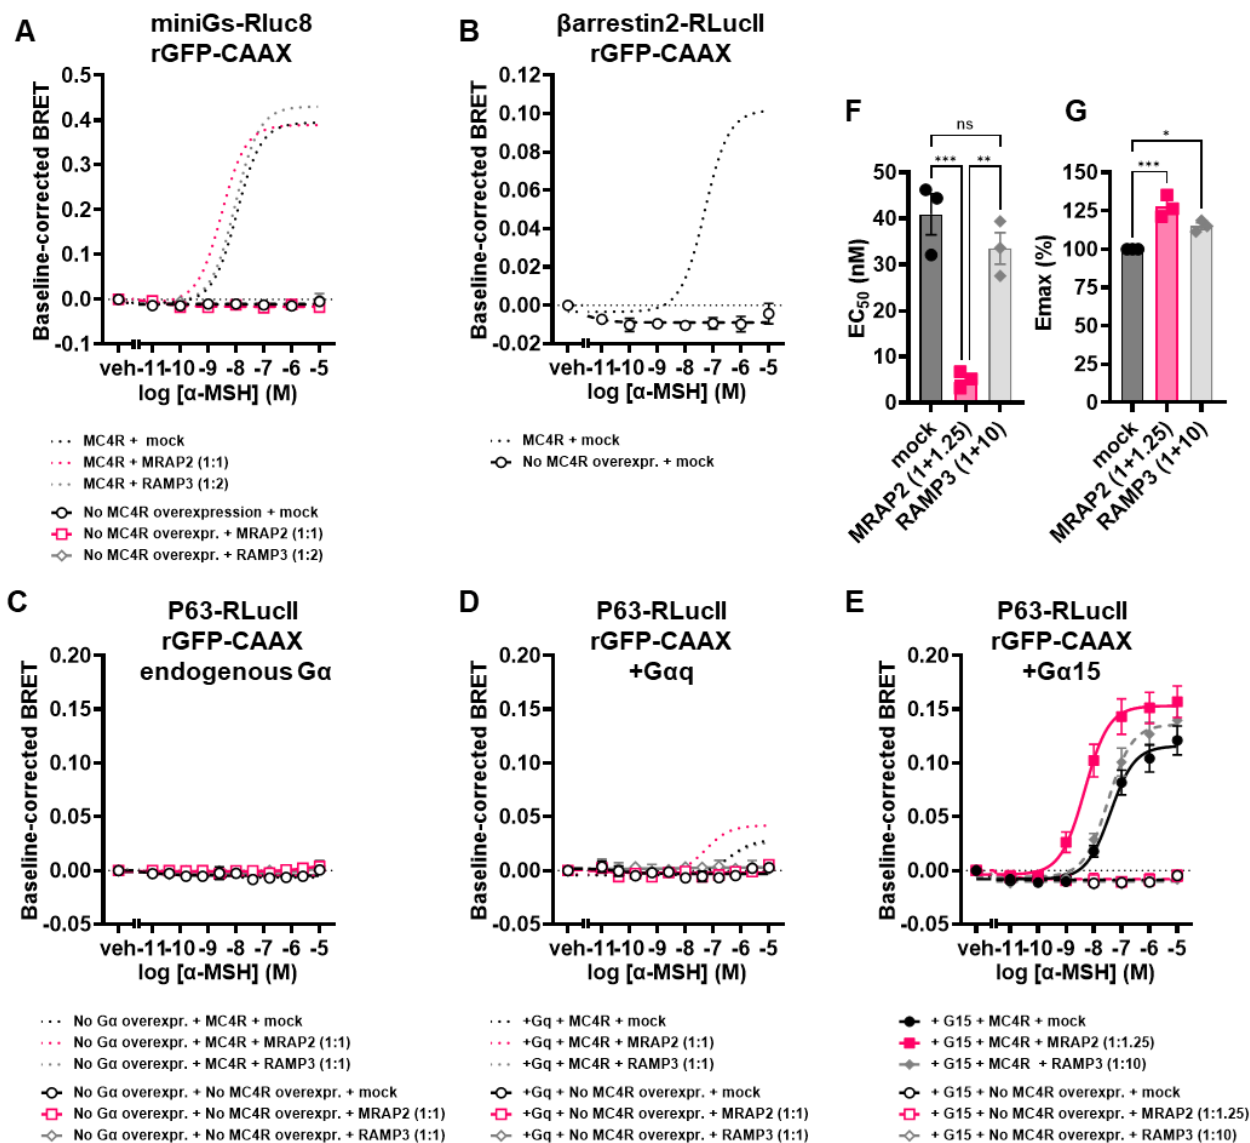 A
miniGs-Rluc8
rGFP-CAAX
Baseline-corrected BRET
0.5
0.4
0.3
0.2
0.1
0.0
-0.1
veh -11 -10 -9 -8 -7 -6 -5
log [α-MSH] (M)
MC4R + mock
MC4R + MRAP2 (1:1)
MC4R + RAMP3 (1:2)
No MC4R overexpression + mock
No MC4R overexpr. + MRAP2 (1:1)
No MC4R overexpr. + RAMP3 (1:2)
B
βarrestin2-RLucII
rGFP-CAAX
Baseline-corrected BRET
0.12
0.10
0.08
0.06
0.04
0.02
0.00
-0.02
veh -11 -10 -9 -8 -7 -6 -5
log [α-MSH] (M)
MC4R + mock
No MC4R overexpr. + mock
F
ns
*** **
EC50 (nM)
50
40
30
20
10
0
mock
MRAP2 (1+1.25)
RAMP3 (1+10)
G
*
***
Emax (%)
150
125
100
75
50
25
0
mock
MRAP2 (1+1.25)
RAMP3 (1+10)
C
P63-RLucII
rGFP-CAAX
endogenous Gα
Baseline-corrected BRET
0.20
0.15
0.10
0.05
0.00
-0.05
veh -11 -10 -9 -8 -7 -6 -5
log [α-MSH] (M)
No Gα overexpr. + MC4R + mock
No Gα overexpr. + MC4R + MRAP2 (1:1)
No Gα overexpr. + MC4R + RAMP3 (1:1)
No Gα overexpr. + No MC4R overexpr. + mock
No Gα overexpr. + No MC4R overexpr. + MRAP2 (1:1)
No Gα overexpr. + No MC4R overexpr. + RAMP3 (1:1)
D
P63-RLucII
rGFP-CAAX
+Gαq
Baseline-corrected BRET
0.20
0.15
0.10
0.05
0.00
-0.05
veh -11 -10 -9 -8 -7 -6 -5
log [α-MSH] (M)
+Gq + MC4R + mock
+Gq + MC4R + MRAP2 (1:1)
+Gq + MC4R + RAMP3 (1:1)
+Gq + No MC4R overexpr. + mock
+Gq + No MC4R overexpr. + MRAP2 (1:1)
+Gq + No MC4R overexpr. + RAMP3 (1:1)
E
P63-RLucII
rGFP-CAAX
+Gα15
Baseline-corrected BRET
0.20
0.15
0.10
0.05
0.00
-0.05
veh -11 -10 -9 -8 -7 -6 -5
log [α-MSH] (M)
+ G15 + MC4R + mock
+ G15 + MC4R + MRAP2 (1:1.25)
+ G15 + MC4R + RAMP3 (1:10)
+ G15 + No MC4R overexpr. + mock
+ G15 + No MC4R overexpr. + MRAP2 (1:1.25)
+ G15 + No MC4R overexpr. + RAMP3 (1:10)